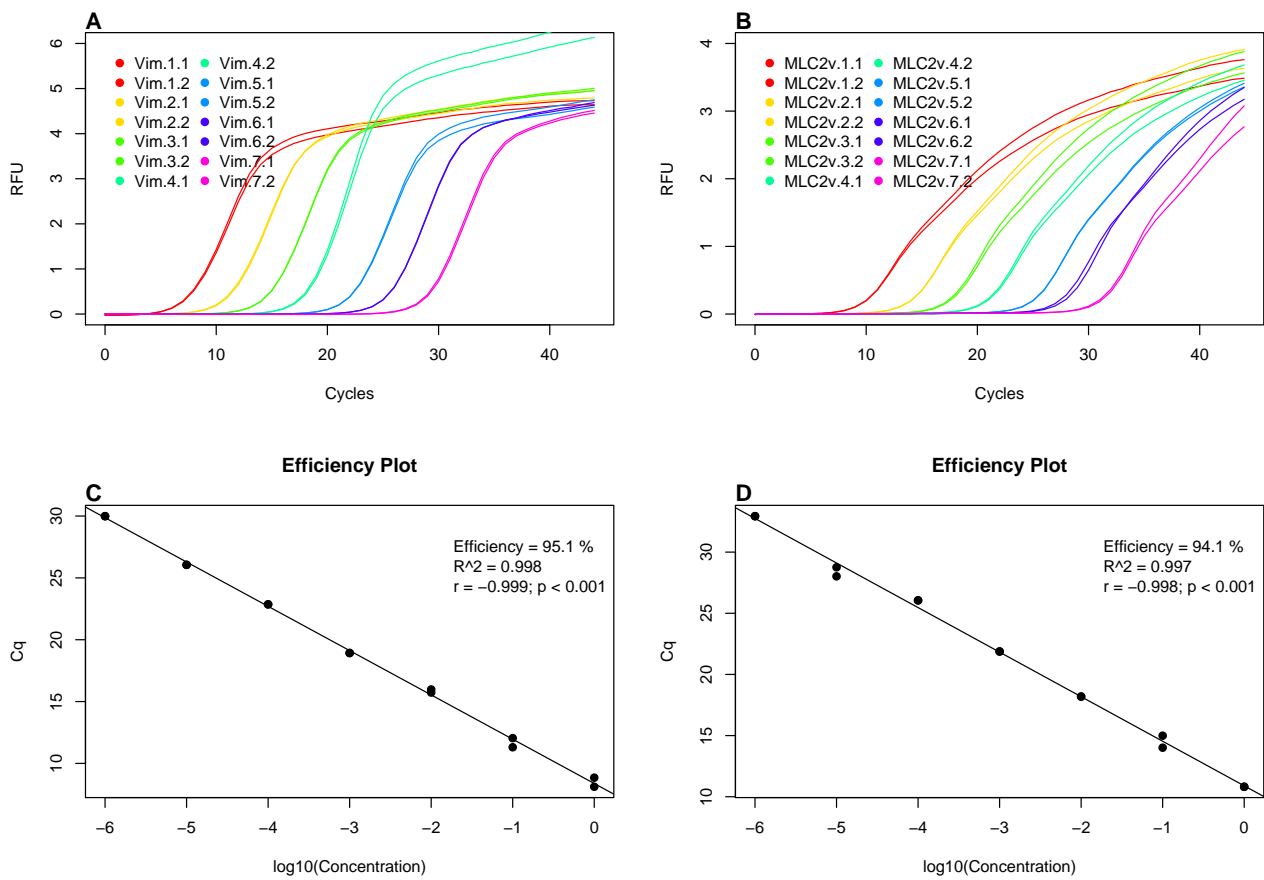 A
RFU
6
5
4
3
2
1
0
Vim.1.1
Vim.1.2
Vim.2.1
Vim.2.2
Vim.3.1
Vim.3.2
Vim.4.1
Vim.4.2
Vim.5.1
Vim.5.2
Vim.6.1
Vim.6.2
Vim.7.1
Vim.7.2
0 10 20 30 40
Cycles
B
RFU
4
3
2
1
0
MLC2v.1.1
MLC2v.1.2
MLC2v.2.1
MLC2v.2.2
MLC2v.3.1
MLC2v.3.2
MLC2v.4.1
MLC2v.4.2
MLC2v.5.1
MLC2v.5.2
MLC2v.6.1
MLC2v.6.2
MLC2v.7.1
MLC2v.7.2
0 10 20 30 40
Cycles
Efficiency Plot
C
Cq
30
25
20
15
10
Efficiency = 95.1 %
R^2 = 0.998
r = −0.999; p < 0.001
−6 −5 −4 −3 −2 −1 0
log10(Concentration)
Efficiency Plot
D
Cq
30
25
20
15
10
Efficiency = 94.1 %
R^2 = 0.997
r = −0.998; p < 0.001
−6 −5 −4 −3 −2 −1 0
log10(Concentration)